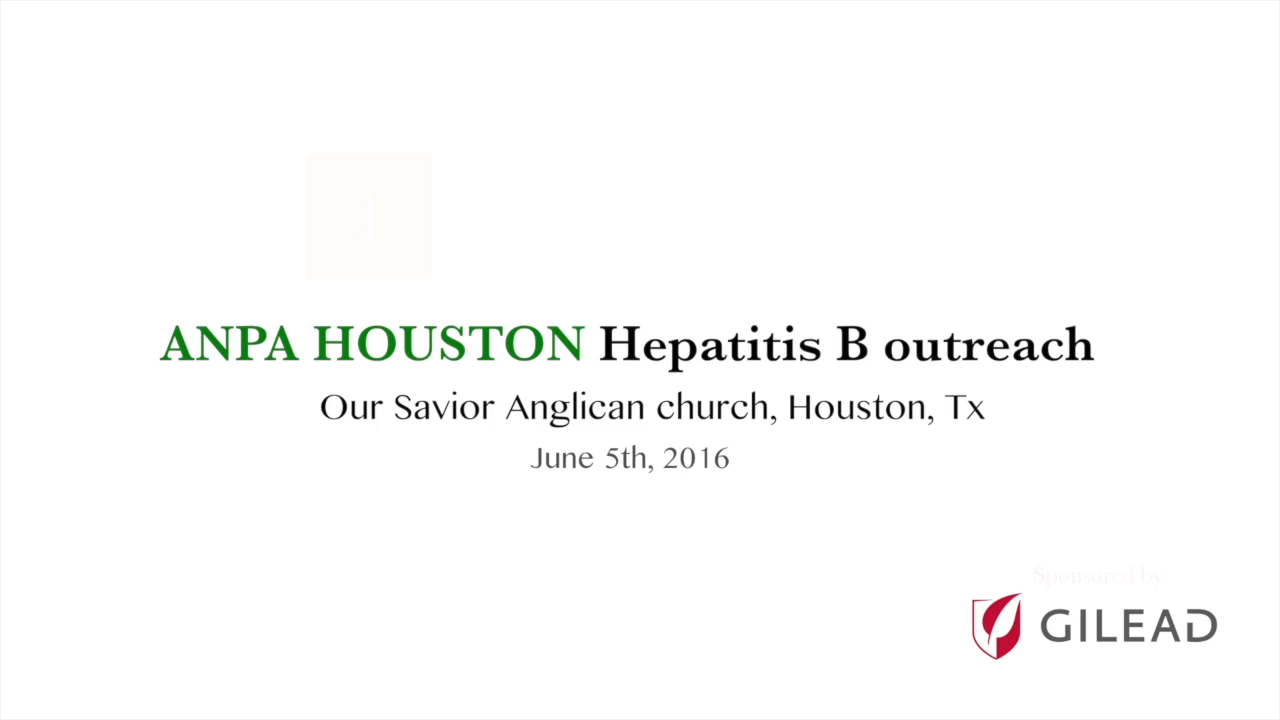 ANPA HOUSTON Hepatitis B outreach
Our Savior Anglican church, Houston, Tx
June 5th, 2016
Sponsored by
GILEAD